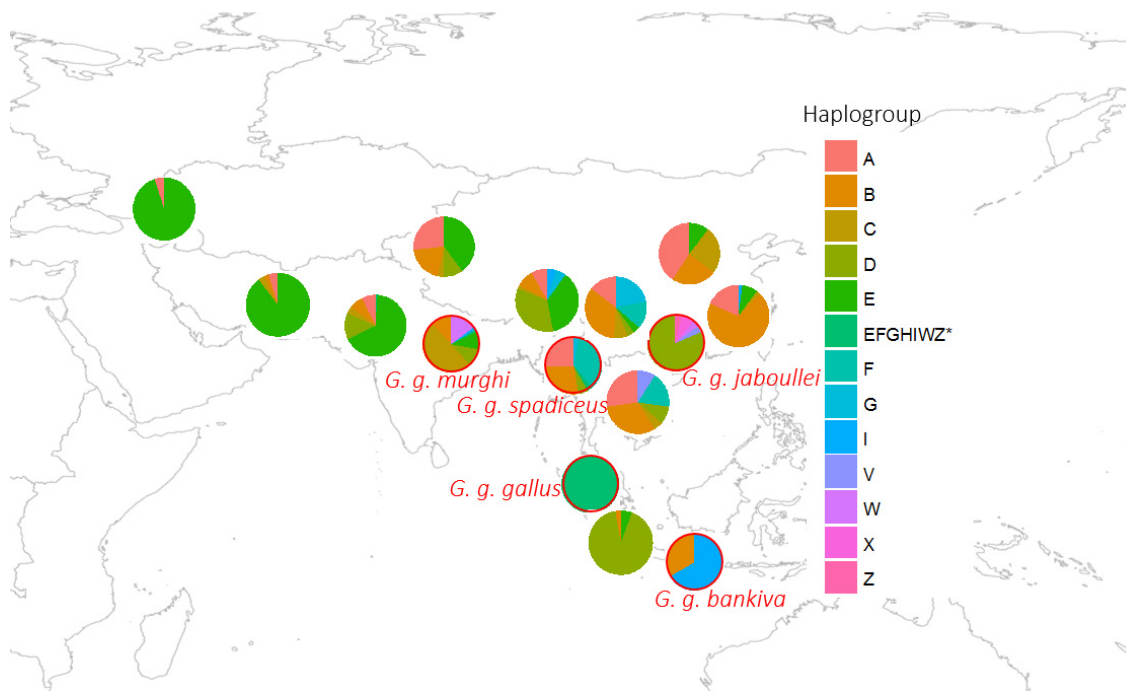 Haplogroup
A
B
C
D
E
EFGHIWZ*
F
G
I
V
W
X
Z
G. g. murghi
G. g. jaboullei
G. g. spadiceus
G. g. gallus
G. g. bankiva